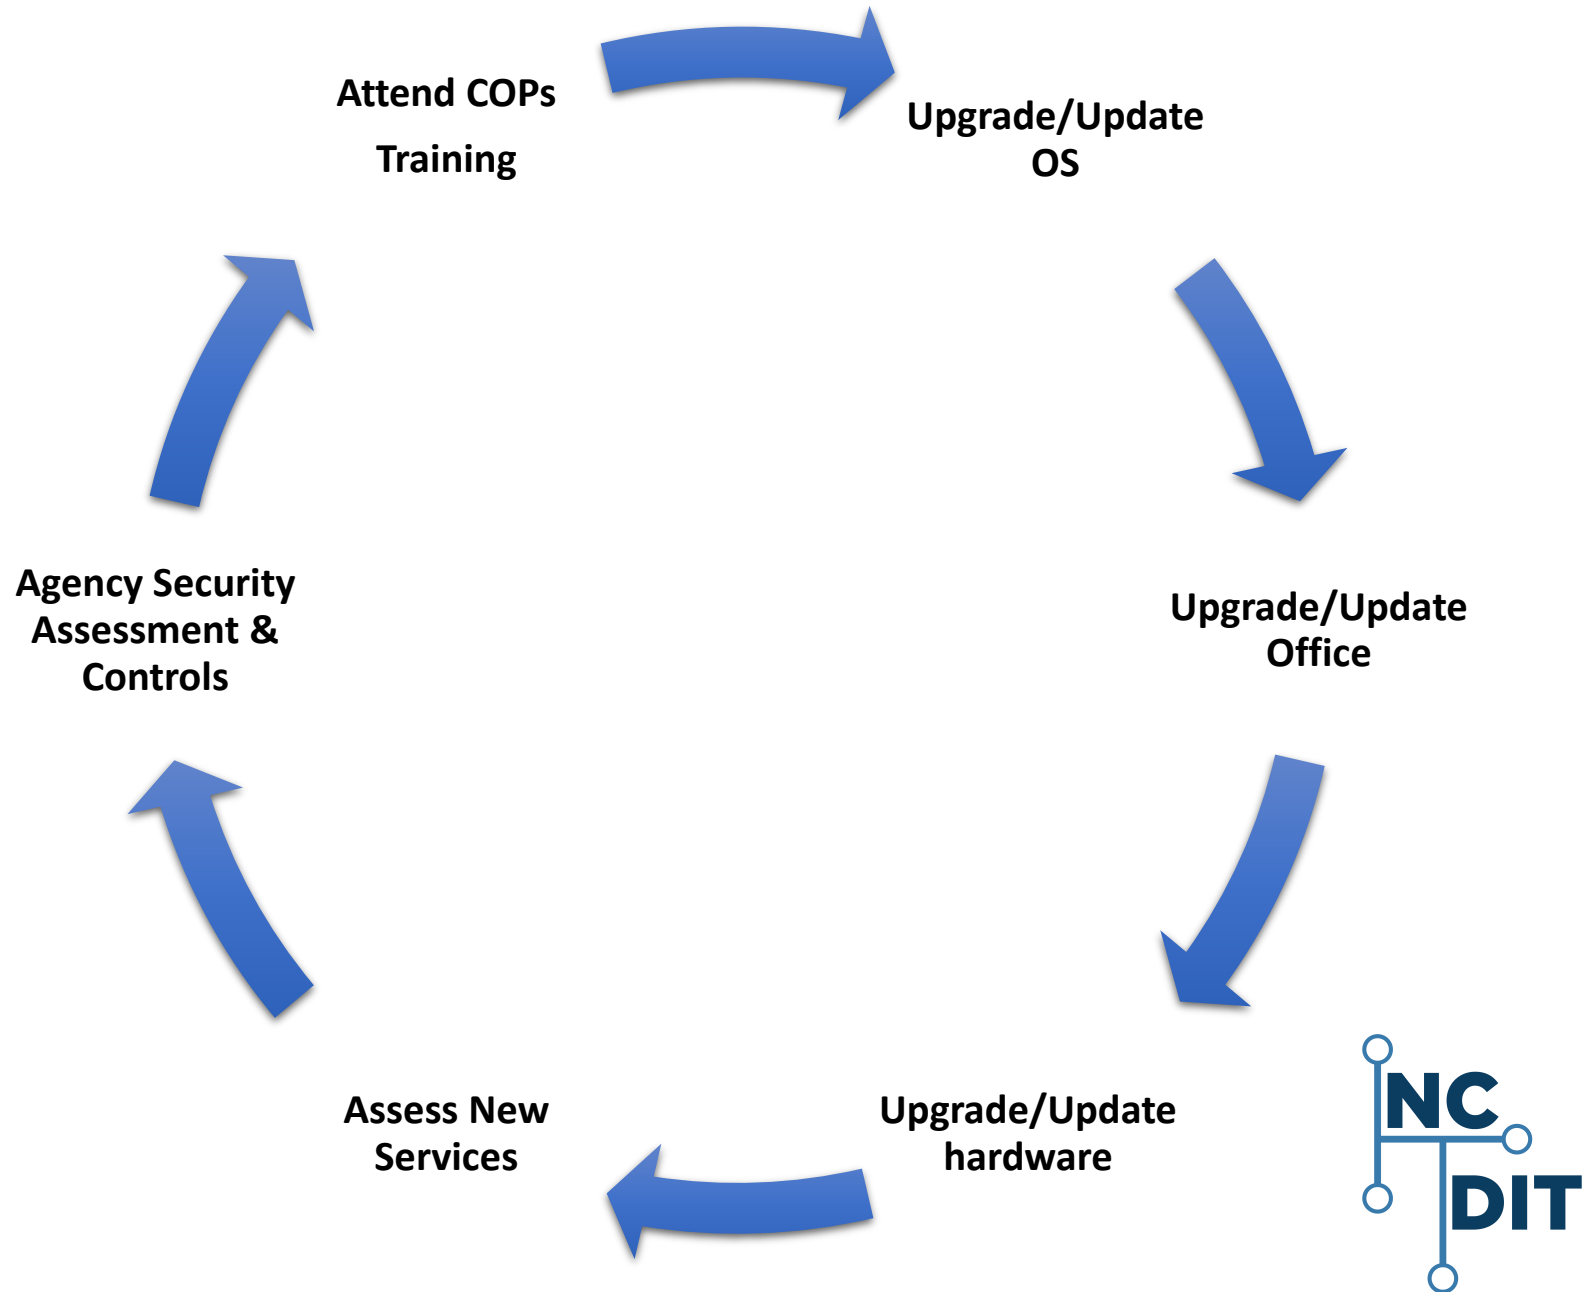 Attend COPs
Training
Upgrade/Update
OS
Upgrade/Update
Office
Upgrade/Update
hardware
Assess New
Services
Agency Security
Assessment &
Controls
NC
DIT